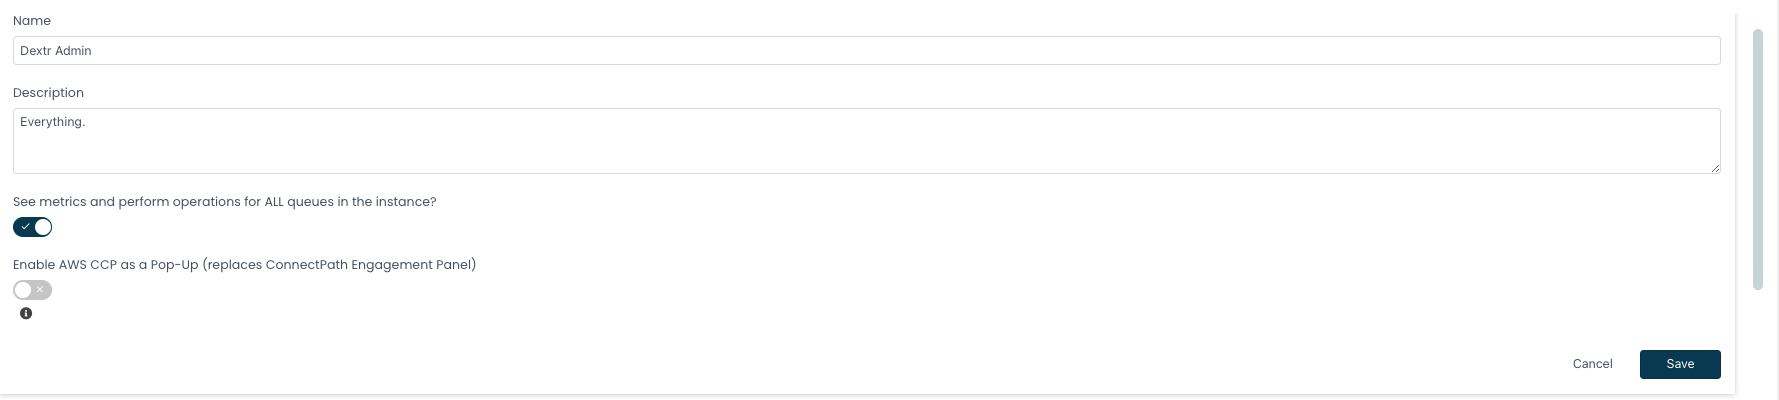 Name
Dextr Admin
Description
Everything.
See metrics and perform operations for ALL queues in the instance?
Enable AWS CCP as a Pop-Up (replaces ConnectPath Engagement Panel)
Cancel Save